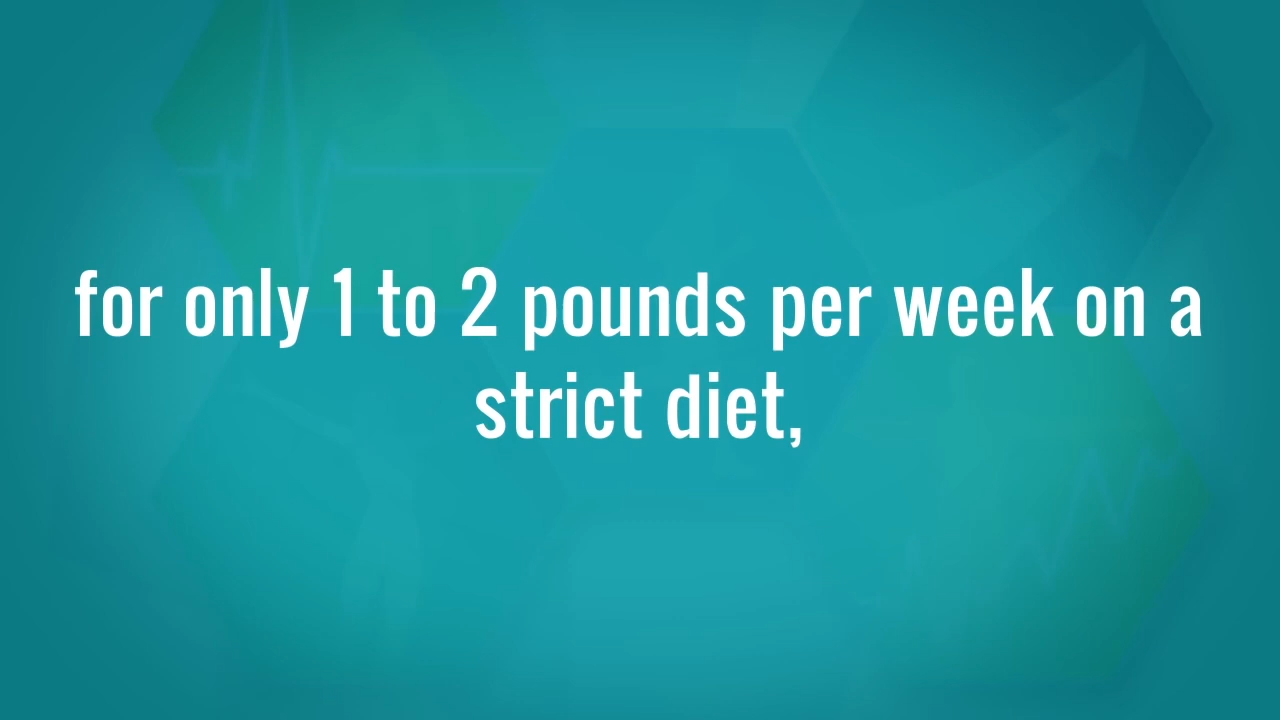 for only 1 to 2 pounds per week on a
strict diet,